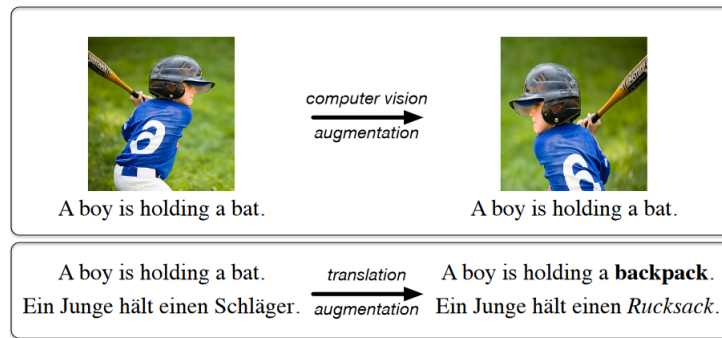 computer vision
augmentation
A boy is holding a bat.
A boy is holding a bat.
A boy is holding a bat.
Ein Junge hält einen Schläger.
translation
augmentation
A boy is holding a backpack.
Ein Junge hält einen Rucksack.